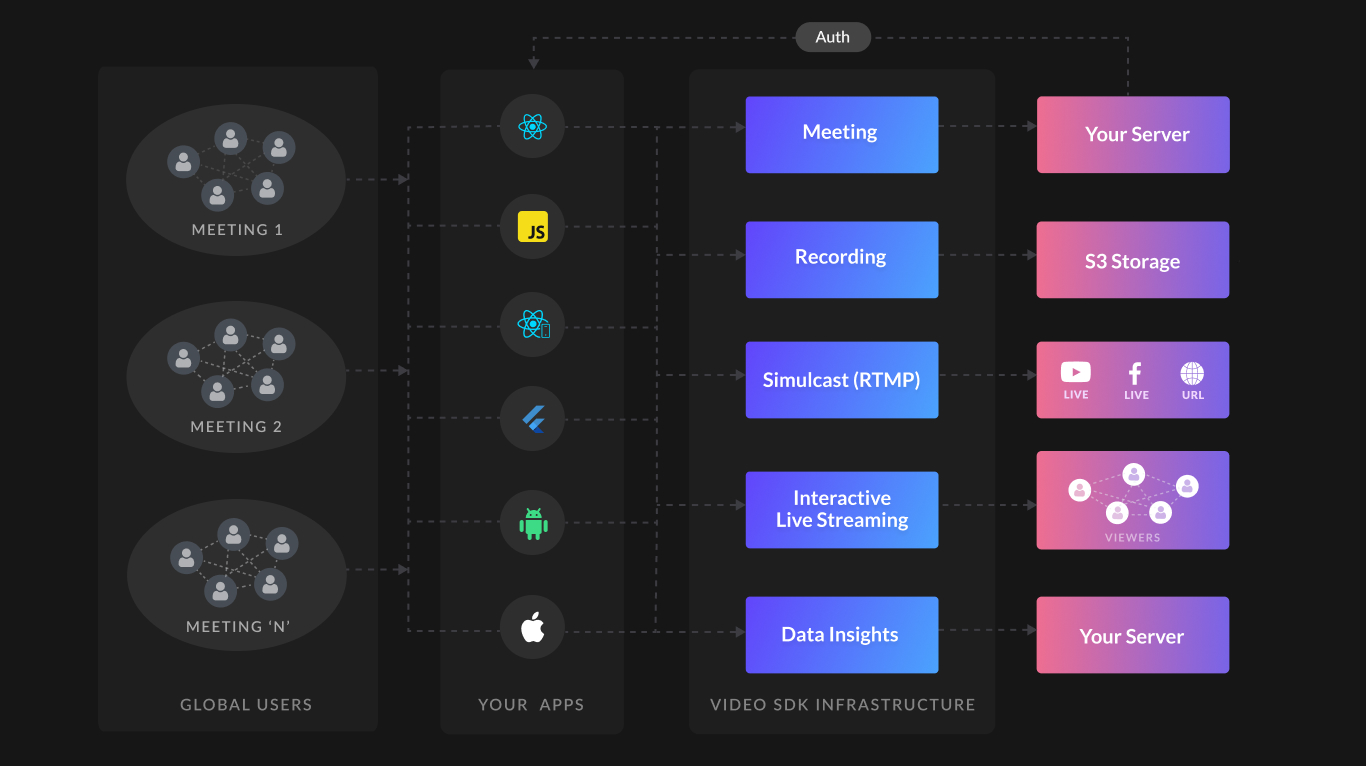 Auth
MEETING 1
MEETING 2
MEETING ‘N’
GLOBAL USERS
JS
YOUR APPS
Meeting
Recording
Simulcast (RTMP)
Interactive
Live Streaming
Data Insights
VIDEO SDK INFRASTRUCTURE
Your Server
S3 Storage
LIVE
LIVE
URL
VIEWERS
Your Server